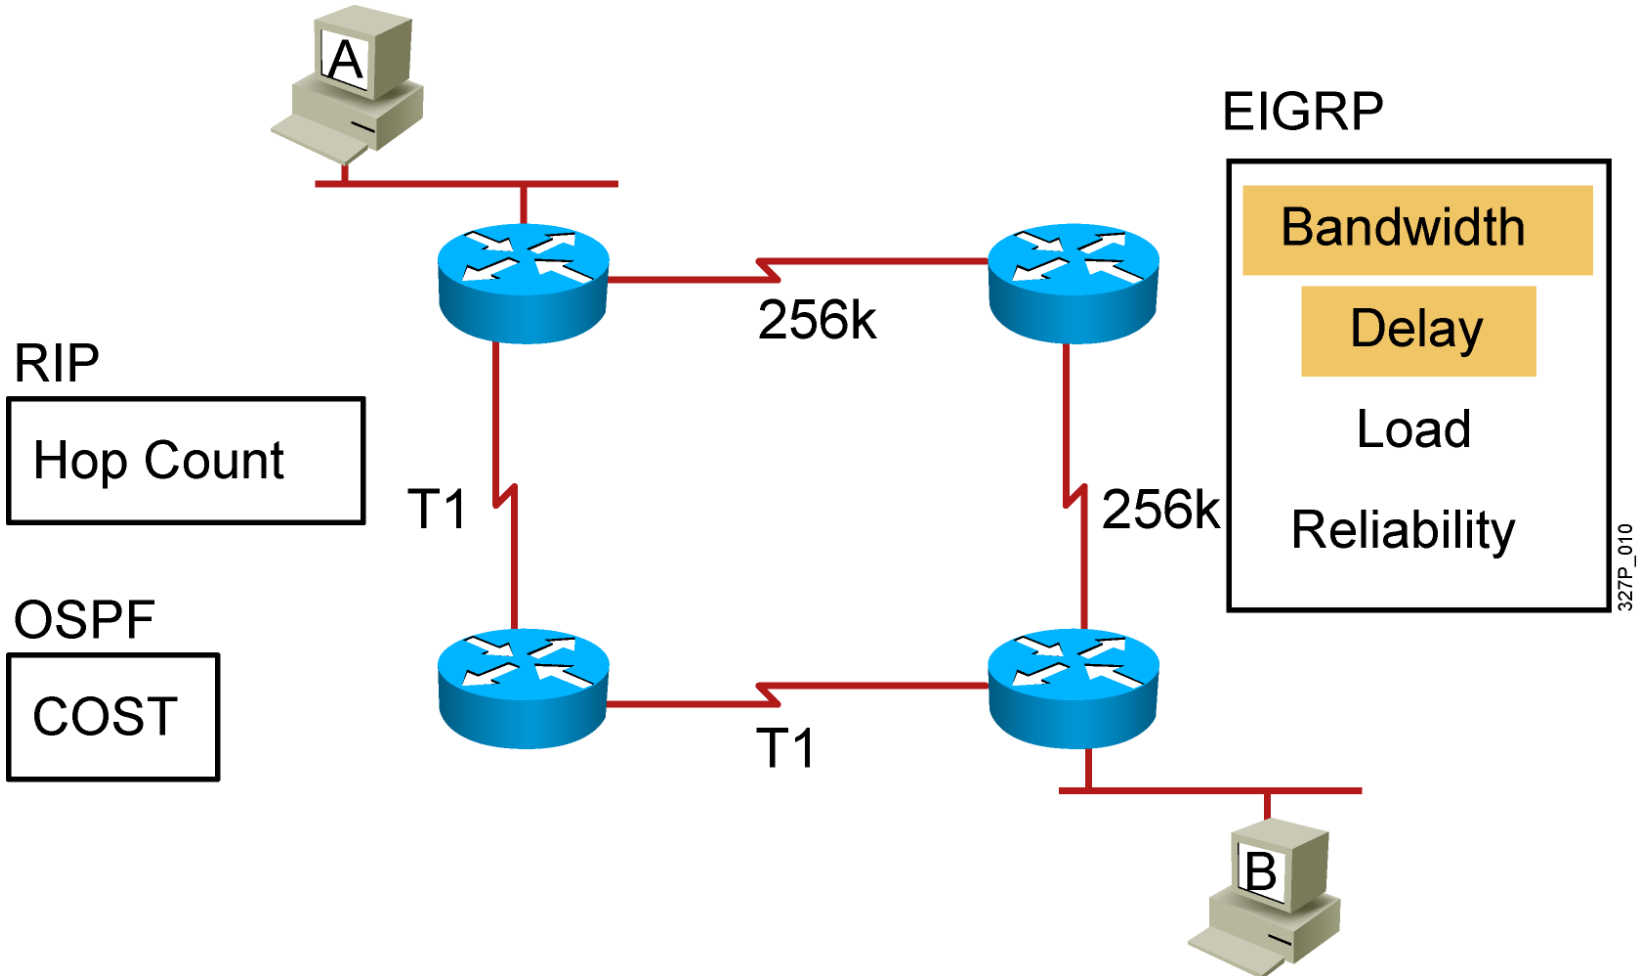 A
EIGRP
Bandwidth
Delay
Load
Reliability
256k
RIP
Hop Count
T1
256k
OSPF
COST
T1
B
327P_010